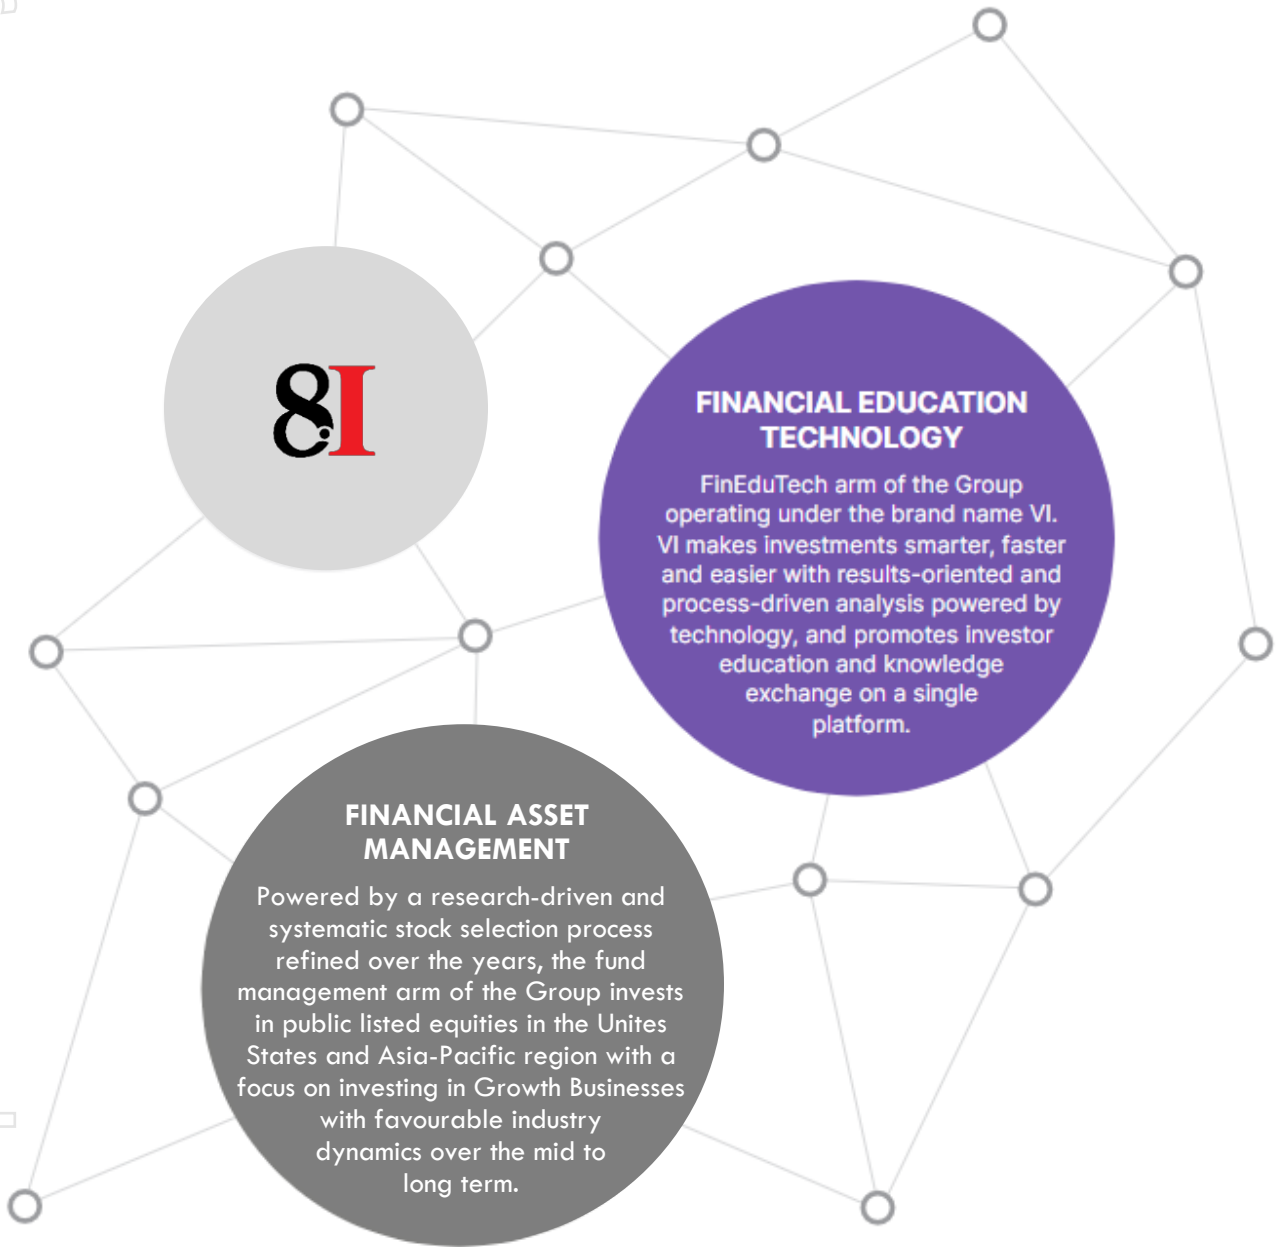 8I
FINANCIAL EDUCATION
TECHNOLOGY
FinEduTech arm of the Group
operating under the brand name VI.
VI makes investments smarter, faster
and easier with results-oriented and
process-driven analysis powered by
technology, and promotes investor
education and knowledge
exchange on a single
platform.
FINANCIAL ASSET
MANAGEMENT
Powered by a research-driven and
systematic stock selection process
refined over the years, the fund
management arm of the Group invests
in public listed equities in the Unites
States and Asia-Pacific region with a
focus on investing in Growth Businesses
with favourable industry
dynamics over the mid to
long term.